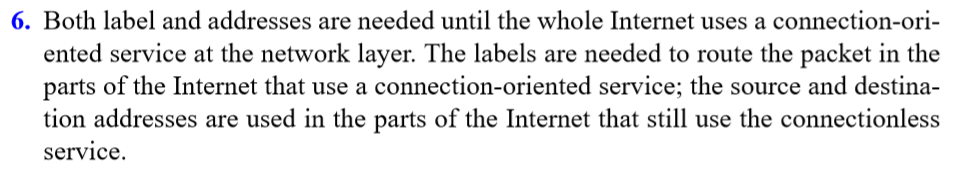 6. Both label and addresses are needed until the whole Internet uses a connection-ori-
ented service at the network layer. The labels are needed to route the packet in the
parts of the Internet that use a connection-oriented service; the source and destina-
tion addresses are used in the parts of the Internet that still use the connectionless
service.